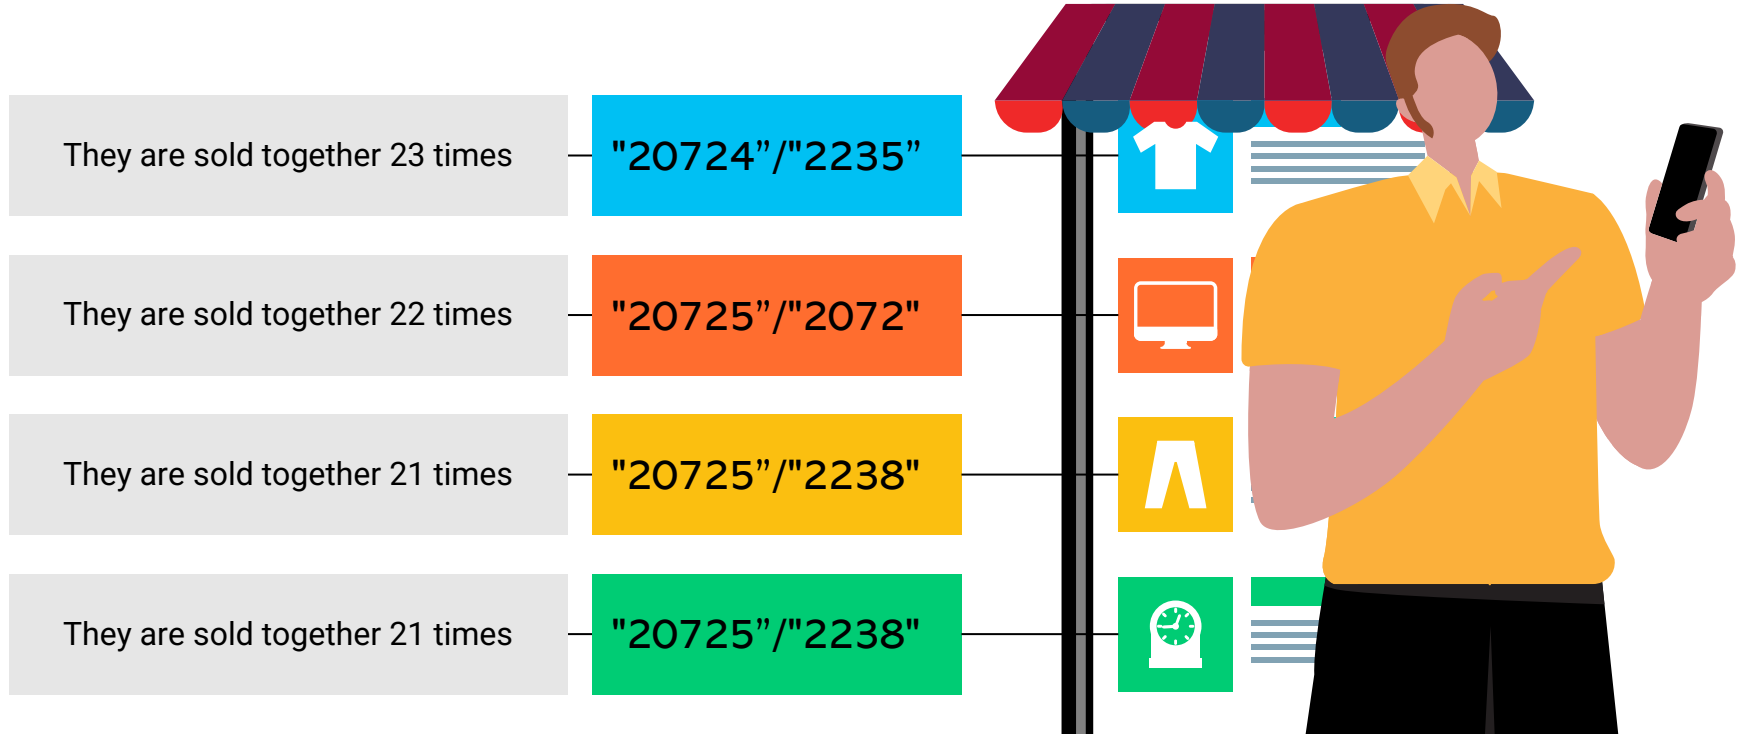 They are sold together 23 times
"20724”/"2235”
They are sold together 22 times
"20725”/"2072"
They are sold together 21 times
"20725”/"2238"
They are sold together 21 times
"20725”/"2238"